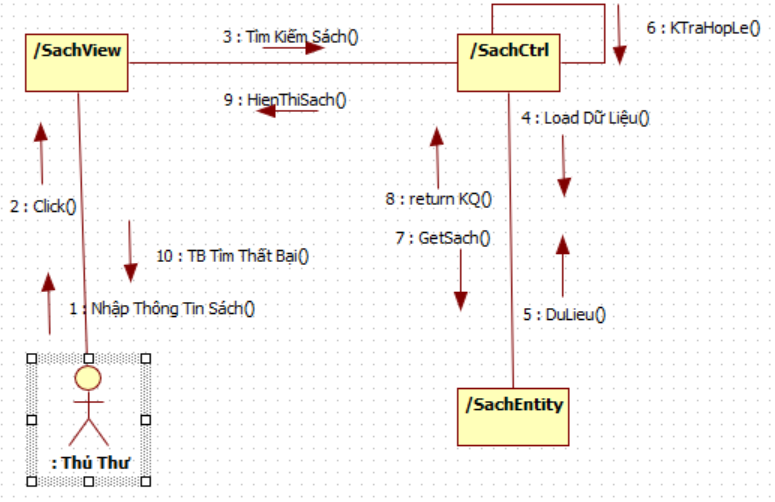 3 : Tìm Kiếm Sách()
6 : KTraHopLe()
/SachView
/SachCtrl
9 : HienThiSach()
4 : Load Dữ Liệu()
8 : return KQ()
2 : Click()
7 : GetSach()
10 : TB Tìm Thất Bại()
1 : Nhập Thông Tin Sách()
5 : DuLieu()
/SachEntity
: Thủ Thư